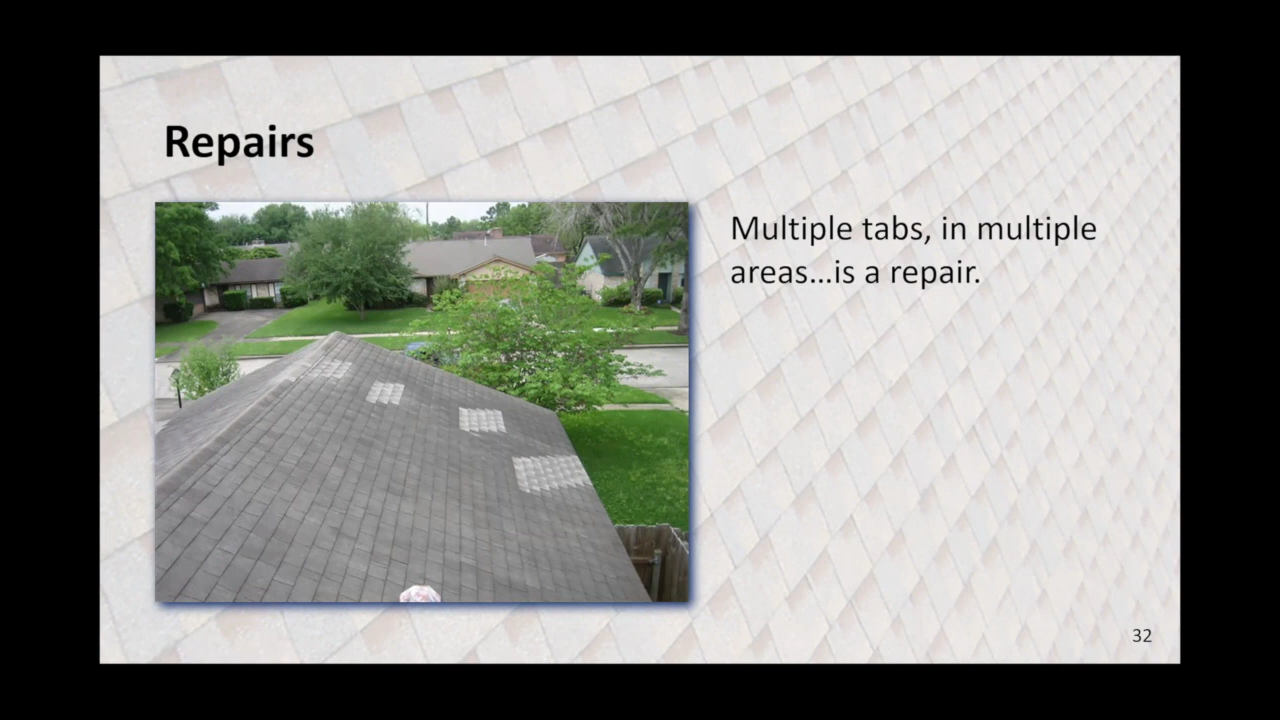 Repairs
Multiple tabs, in multiple
areas...is a repair.
32